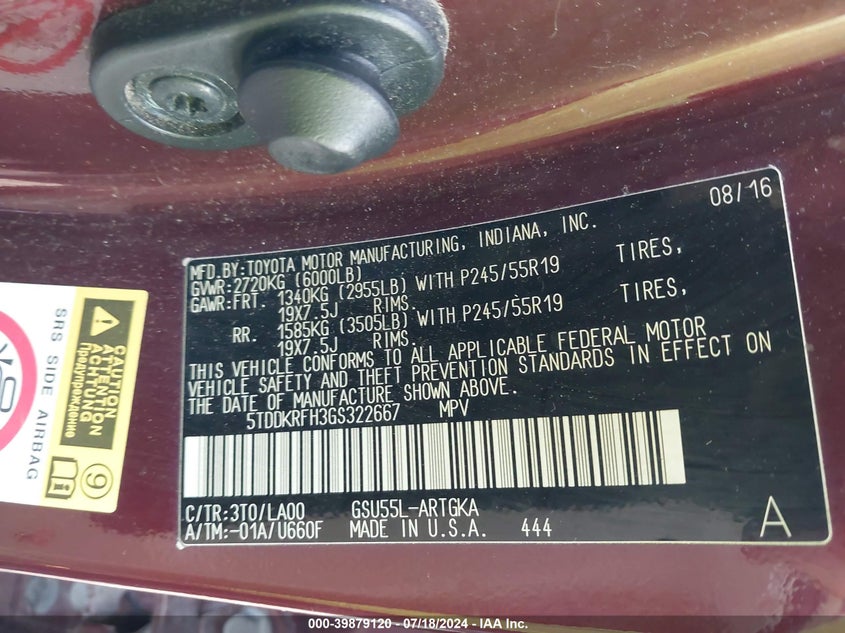 08/16
MFD.BY:TOYOTA MOTOR MANUFACTURING, INDIANA, INC.
GVWR:2720KG (6000LB)
GAWR:FRT. 1340KG (2955LB) WITH P245/55R19 TIRES,
19X7.5J RIMS.
RR. 1585KG (3505LB) WITH P245/55R19 TIRES,
19X7.5J RIMS.
THIS VEHICLE CONFORMS TO ALL APPLICABLE FEDERAL MOTOR
VEHICLE SAFETY AND THEFT PREVENTION STANDARDS IN EFFECT ON
THE DATE OF MANUFACTURE SHOWN ABOVE.
5TDDKRFH3GS322667 MPV
C/TR:3T0/LA00 GSU55L-ARTGKA
A/TM:-01A/U660F MADE IN U.S.A. 444 A
SRS SIDE AIRBAG
CAUTION
ATTENTION
ACHTUNG
Предупреждение
9
000-39879120 - 07/18/2024 - IAA Inc.